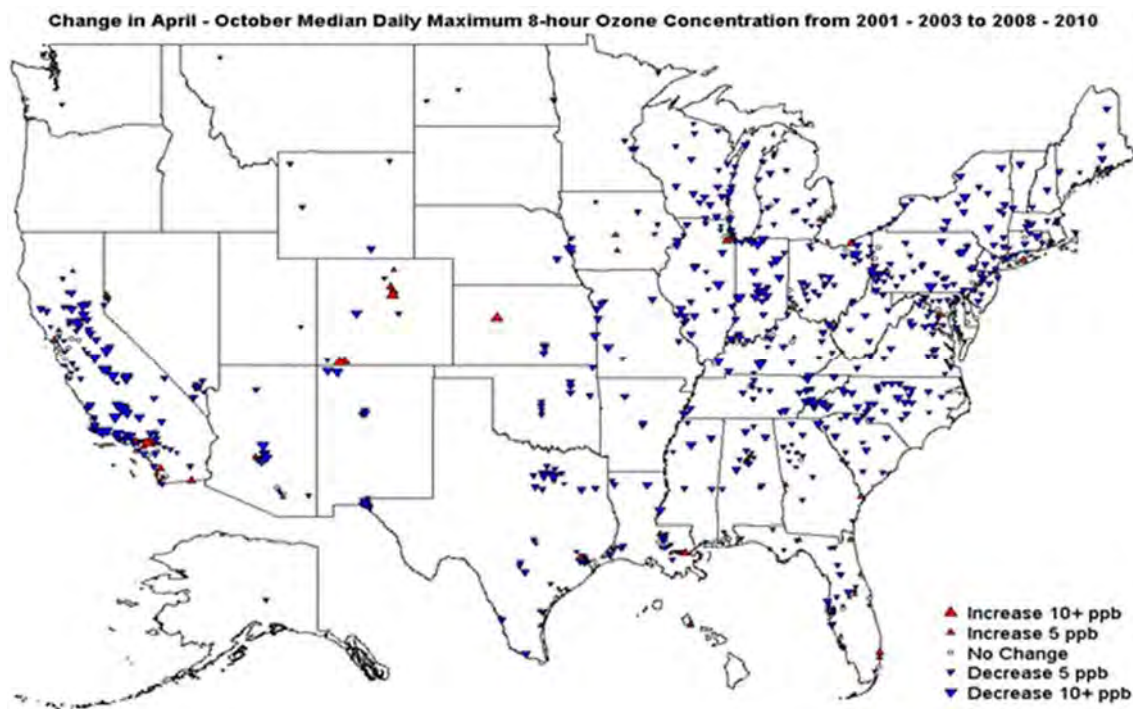 Change in April - October Median Daily Maximum 8-hour Ozone Concentration from 2001 - 2003 to 2008 - 2010
Increase 10+ ppb
Increase 5 ppb
No Change
Decrease 5 ppb
Decrease 10+ ppb